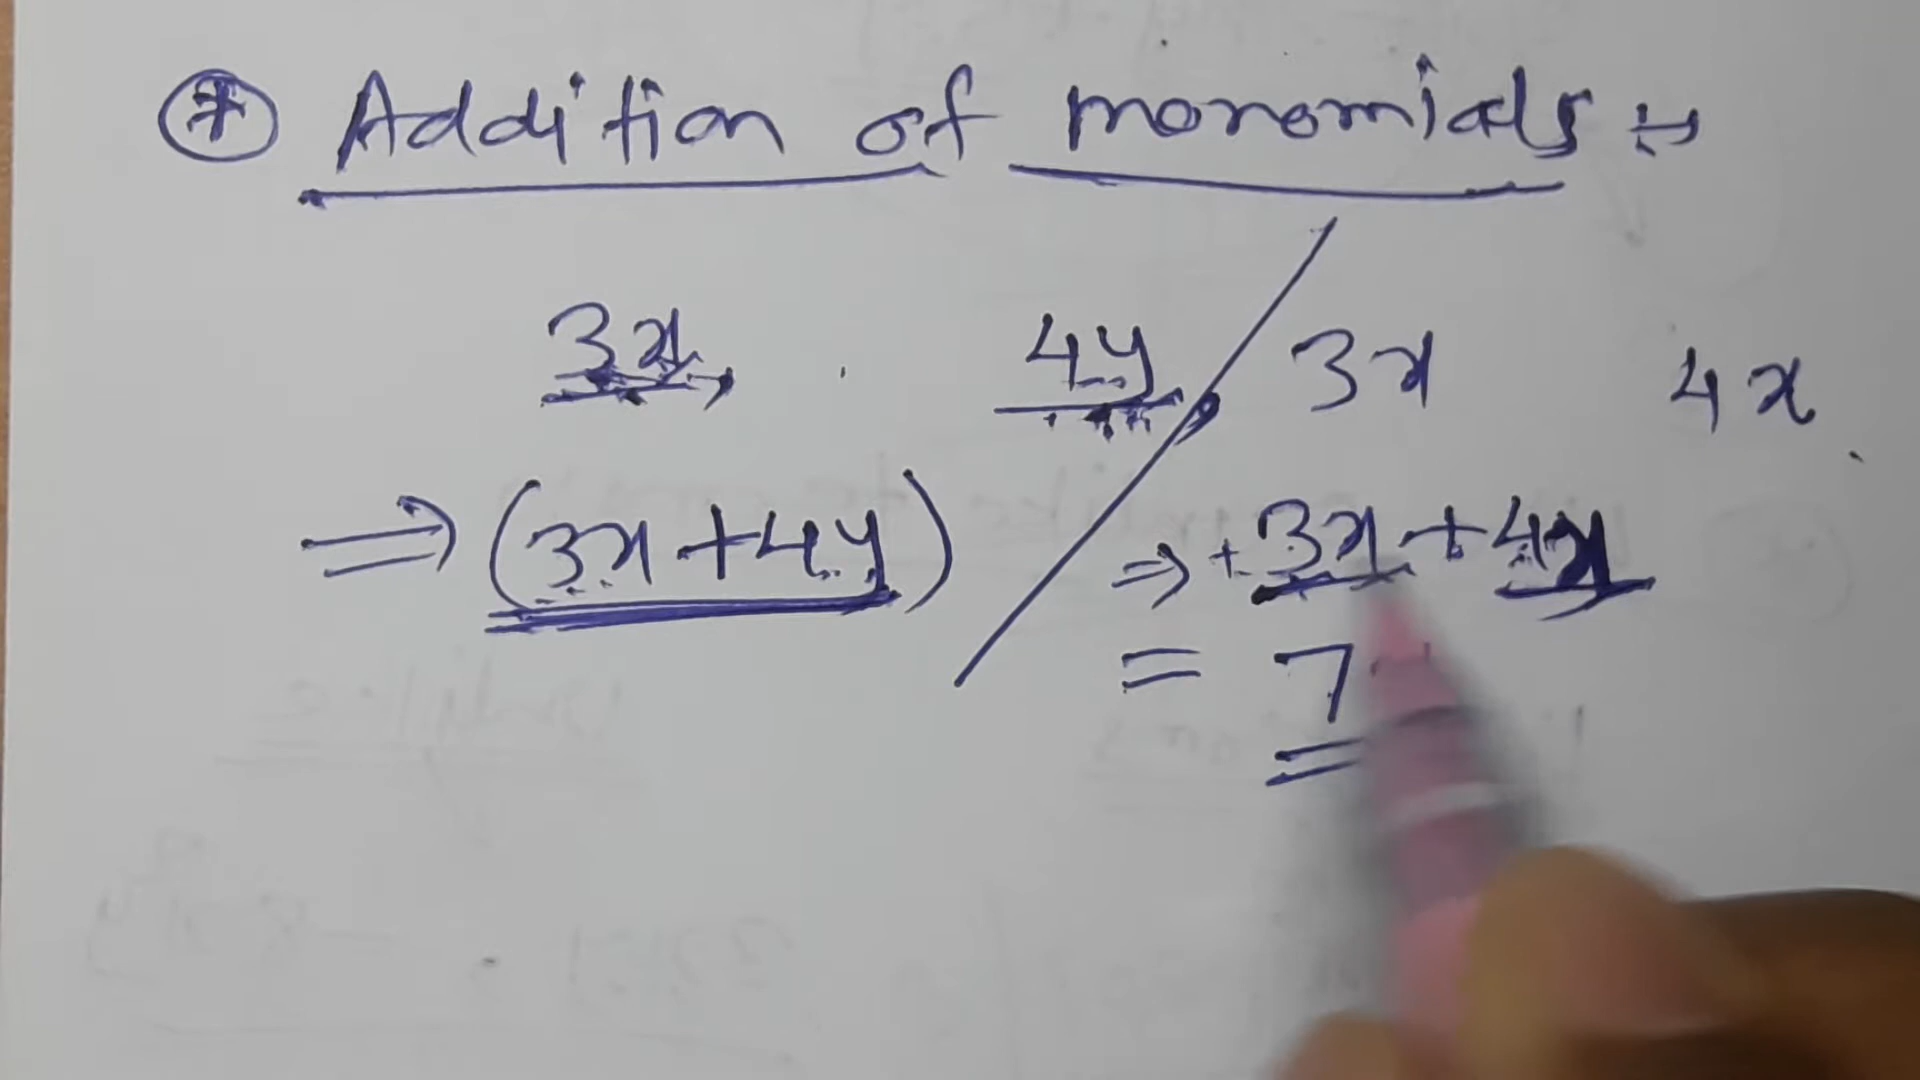 * Addition of monomials :→
3x 4y
⇒ (3x+4y)
3x 4x
⇒ +3x+4x
= 7